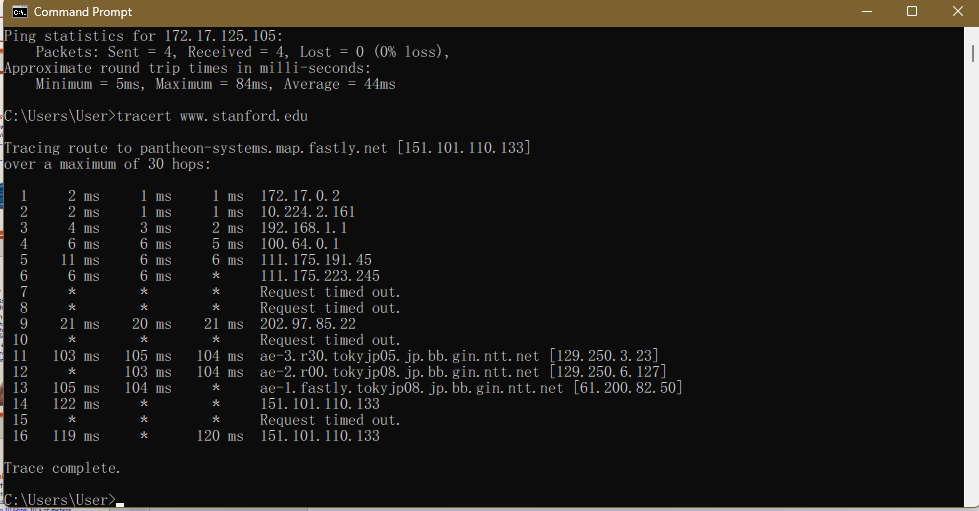 Command Prompt
Ping statistics for 172.17.125.105:
    Packets: Sent = 4, Received = 4, Lost = 0 (0% loss),
Approximate round trip times in milli-seconds:
    Minimum = 5ms, Maximum = 84ms, Average = 44ms
C:\Users\User>tracert www.stanford.edu
Tracing route to pantheon-systems.map.fastly.net [151.101.110.133]
over a maximum of 30 hops:
  1     2 ms     1 ms     1 ms  172.17.0.2
  2     2 ms     1 ms     1 ms  10.224.2.161
  3     4 ms     3 ms     2 ms  192.168.1.1
  4     6 ms     6 ms     5 ms  100.64.0.1
  5    11 ms     6 ms     6 ms  111.175.191.45
  6     6 ms     6 ms     *     111.175.223.245
  7     *        *        *     Request timed out.
  8     *        *        *     Request timed out.
  9    21 ms    20 ms    21 ms  202.97.85.22
 10     *        *        *     Request timed out.
 11   103 ms   105 ms   104 ms  ae-3.r30.tokyjp05.jp.bb.gin.ntt.net [129.250.3.23]
 12     *      103 ms   104 ms  ae-2.r00.tokyjp08.jp.bb.gin.ntt.net [129.250.6.127]
 13   105 ms   104 ms     *     ae-1.fastly.tokyjp08.jp.bb.gin.ntt.net [61.200.82.50]
 14   122 ms     *        *     151.101.110.133
 15     *        *        *     Request timed out.
 16   119 ms     *      120 ms  151.101.110.133
Trace complete.
C:\Users\User>